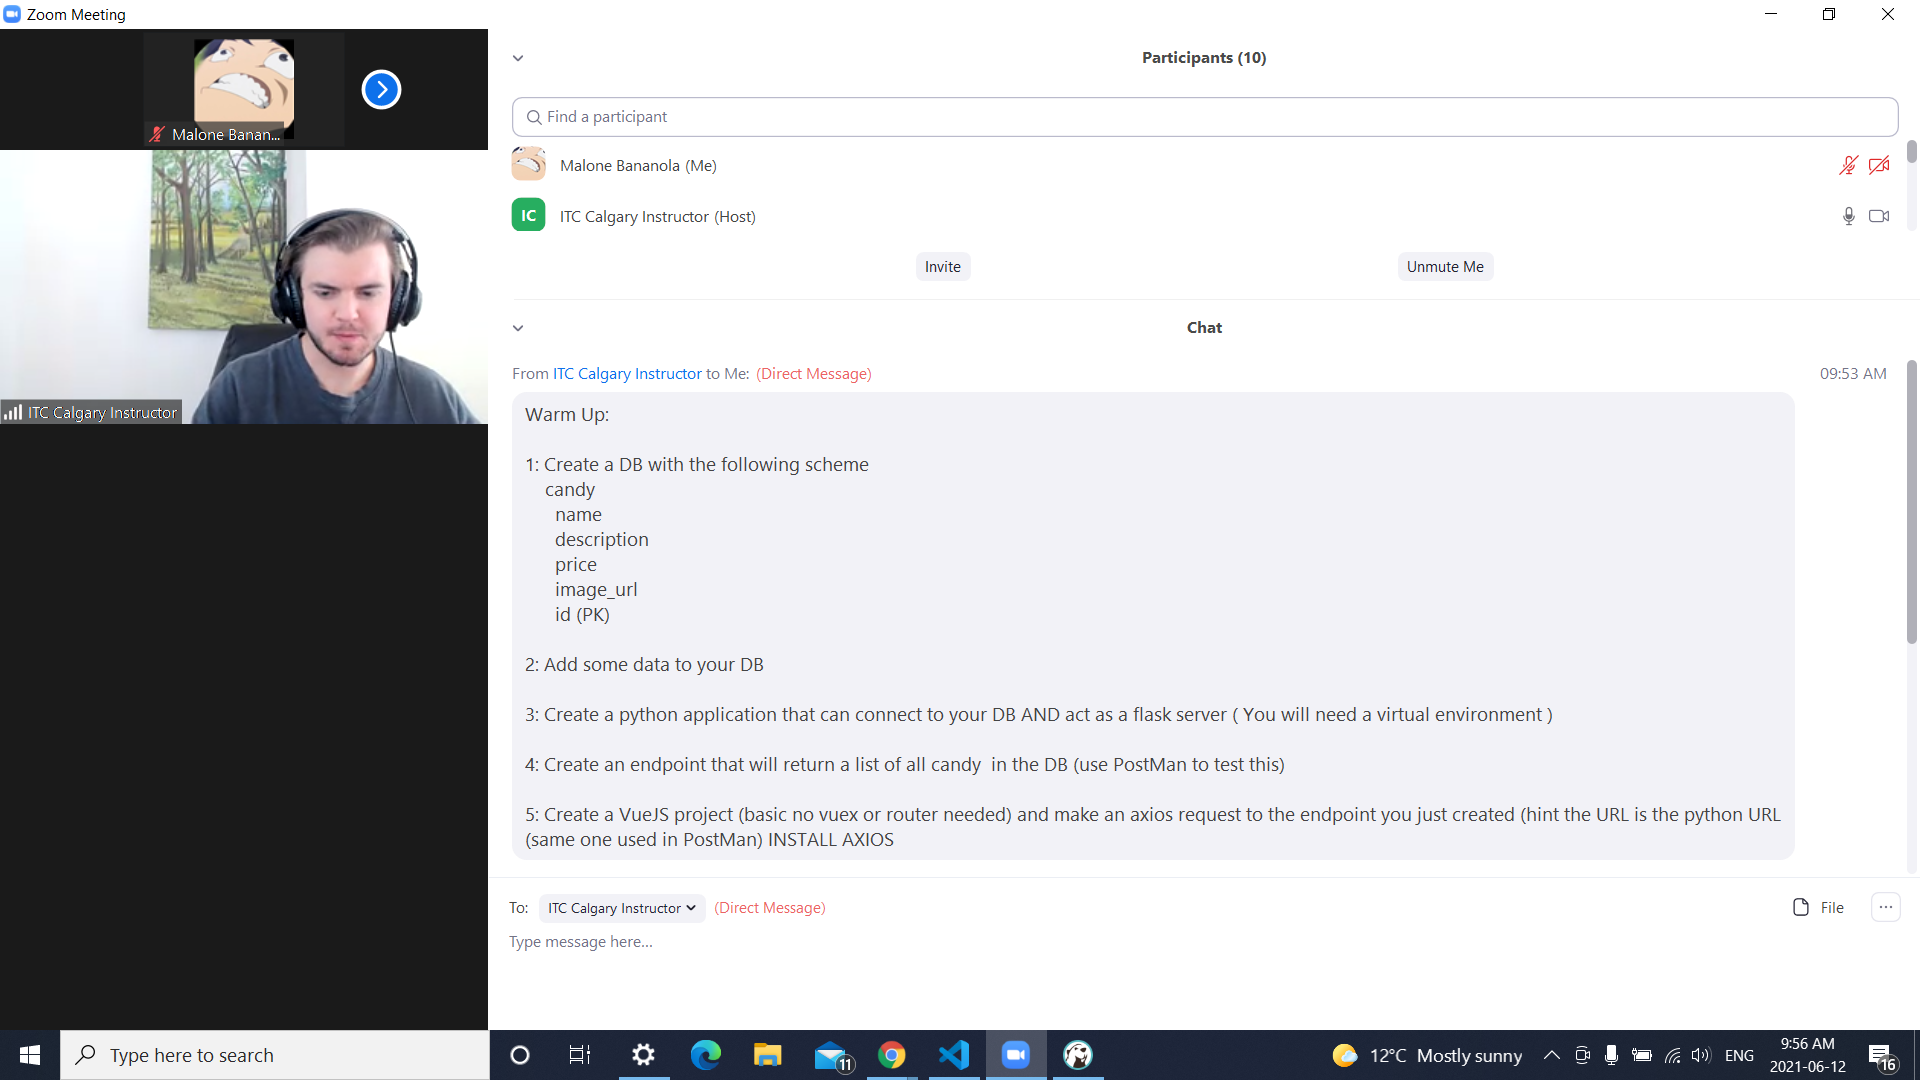 Zoom Meeting
Malone Banan...
ITC Calgary Instructor
Participants (10)
Find a participant
Malone Bananola (Me)
IC
ITC Calgary Instructor (Host)
Invite
Unmute Me
Chat
From ITC Calgary Instructor to Me: (Direct Message)
09:53 AM
Warm Up:
1: Create a DB with the following scheme
candy
name
description
price
image_url
id (PK)
2: Add some data to your DB
3: Create a python application that can connect to your DB AND act as a flask server ( You will need a virtual environment )
4: Create an endpoint that will return a list of all candy  in the DB (use PostMan to test this)
5: Create a VueJS project (basic no vuex or router needed) and make an axios request to the endpoint you just created (hint the URL is the python URL
(same one used in PostMan) INSTALL AXIOS
To: ITC Calgary Instructor (Direct Message)
File
Type message here...
Type here to search
11
12°C Mostly sunny
ENG
9:56 AM
2021-06-12
16